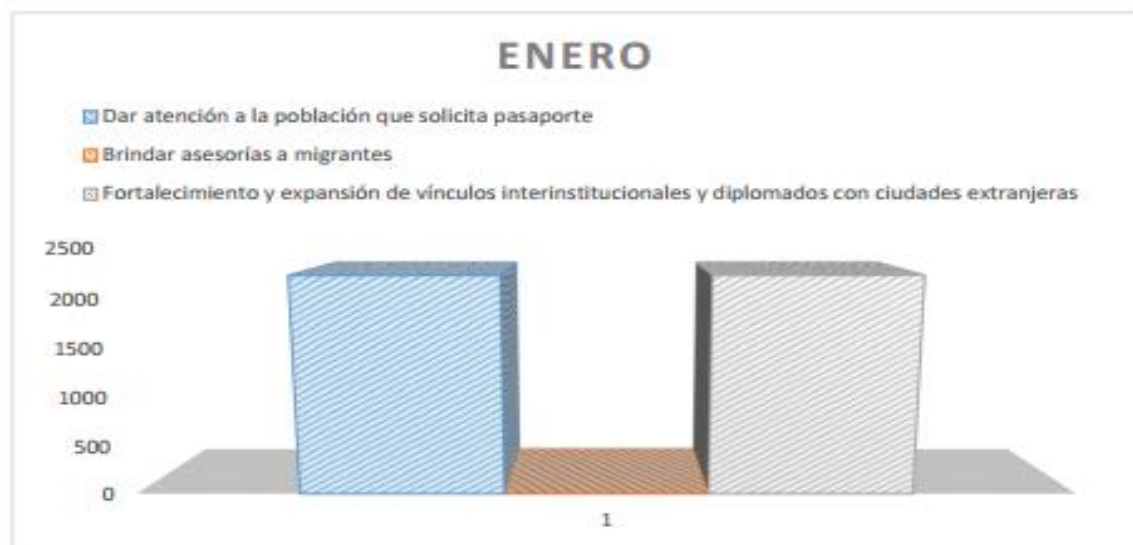 ENERO
Dar atención a la población que solicita pasaporte
Brindar asesorías a migrantes
Fortalecimiento y expansión de vínculos interinstitucionales y diplomados con ciudades extranjeras
2500
2000
1500
1000
500
0
1